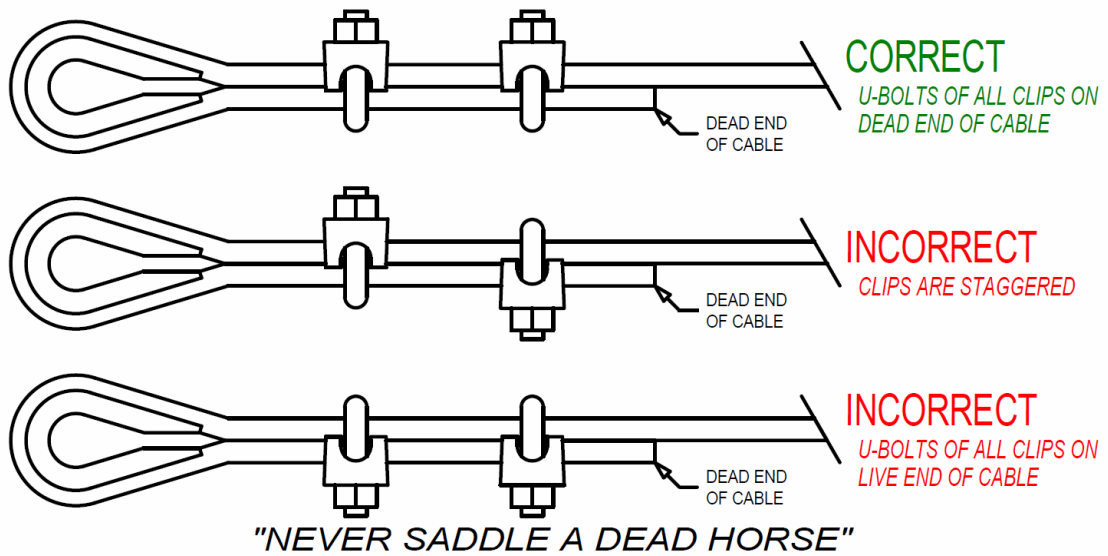 CORRECT
U-BOLTS OF ALL CLIPS ON
DEAD END OF CABLE
DEAD END
OF CABLE
INCORRECT
CLIPS ARE STAGGERED
DEAD END
OF CABLE
INCORRECT
U-BOLTS OF ALL CLIPS ON
LIVE END OF CABLE
DEAD END
OF CABLE
"NEVER SADDLE A DEAD HORSE"